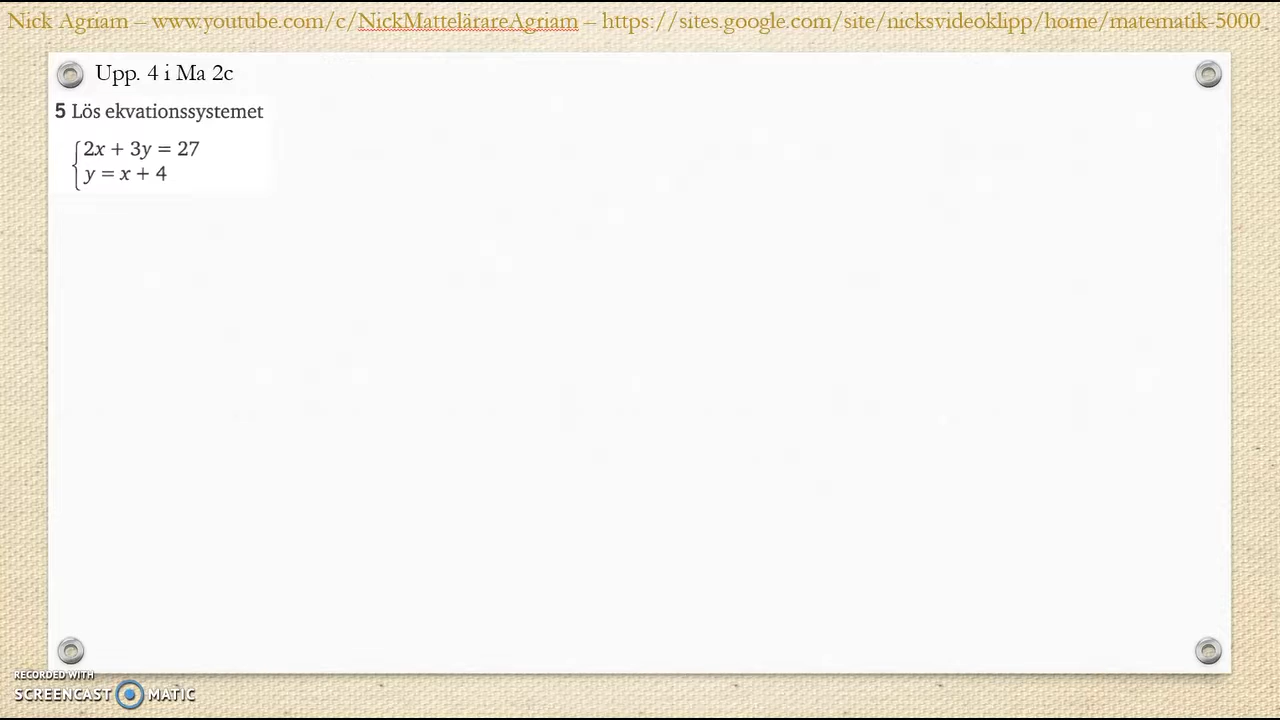 Nick Agriam – www.youtube.com/c/NickMattelärareAgriam – https://sites.google.com/site/nicksvideoklipp/home/matematik-5000
Upp. 4 i Ma 2c
5 Lös ekvationssystemet
2x + 3y = 27
y = x + 4
RECORDED WITH
SCREENCAST MATIC